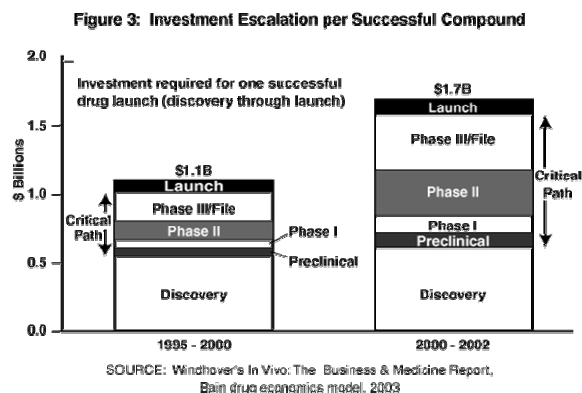 Figure 3: Investment Escalation per Successful Compound
2.0
1.5
1.0
0.5
0.0
$ Billions
Investment required for one successful
drug launch (discovery through launch)
$1.1B
Launch
Phase III/File
Phase II
Phase I
Preclinical
Discovery
Critical
Path
1995 - 2000
$1.7B
Launch
Phase III/File
Phase II
Phase I
Preclinical
Discovery
Critical
Path
2000 - 2002
SOURCE: Windhover's In Vivo: The Business & Medicine Report,
Bain drug economics model, 2003